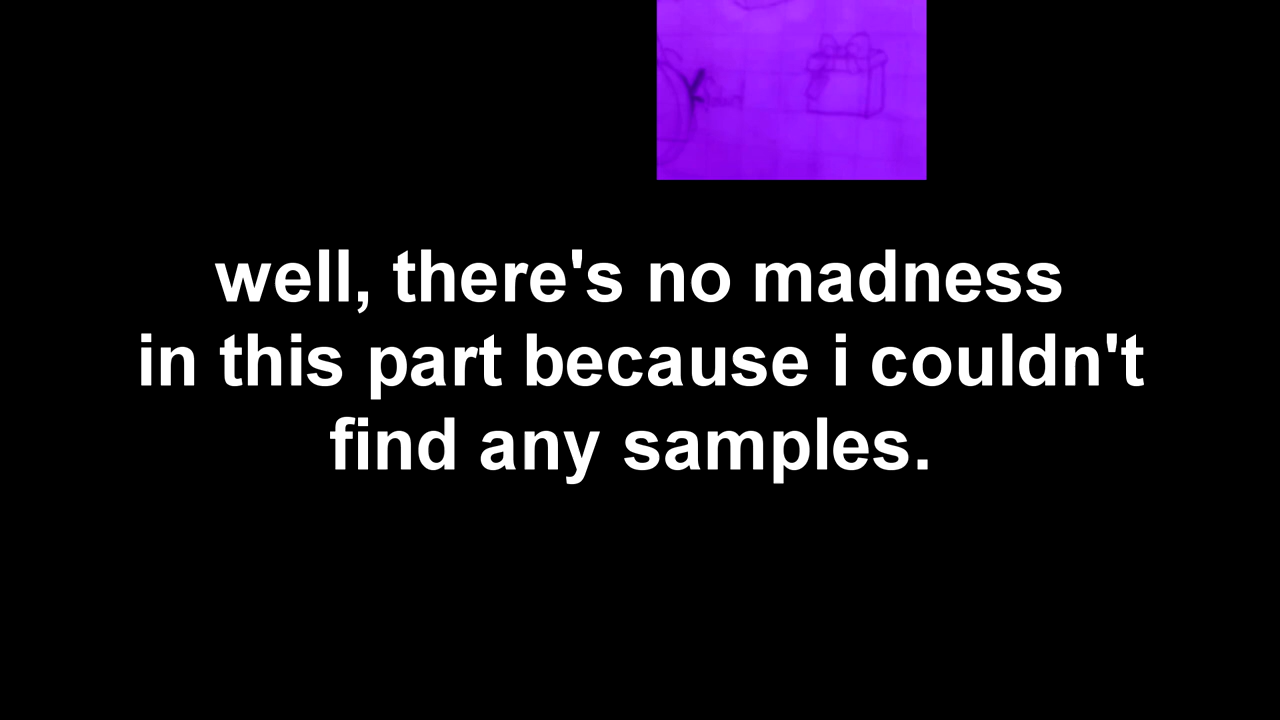 well, there's no madness
in this part because i couldn't
find any samples.